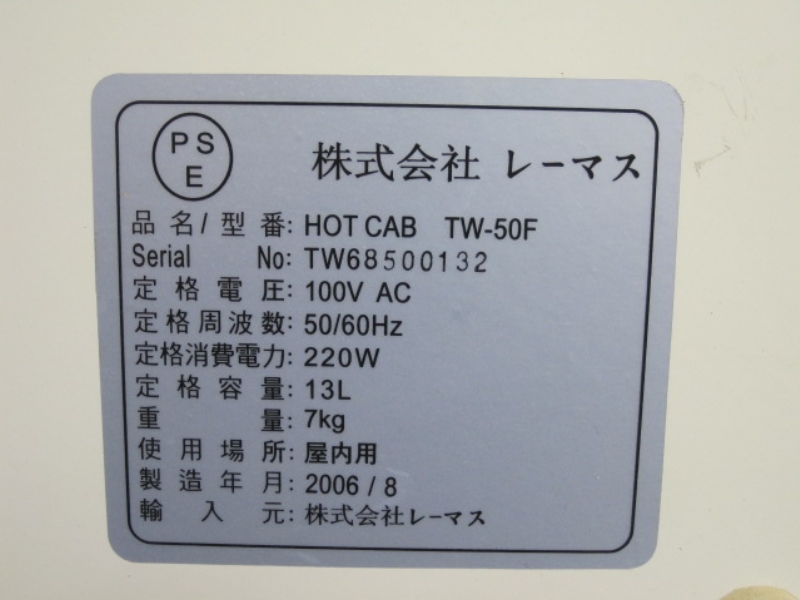 PSE
株式会社 レーマス
品名/型番: HOT CAB TW-50F
Serial No: TW68500132
定格電圧: 100V AC
定格周波数: 50/60Hz
定格消費電力: 220W
定格容量: 13L
重量: 7kg
使用場所: 屋内用
製造年月: 2006 / 8
輸入元: 株式会社レーマス